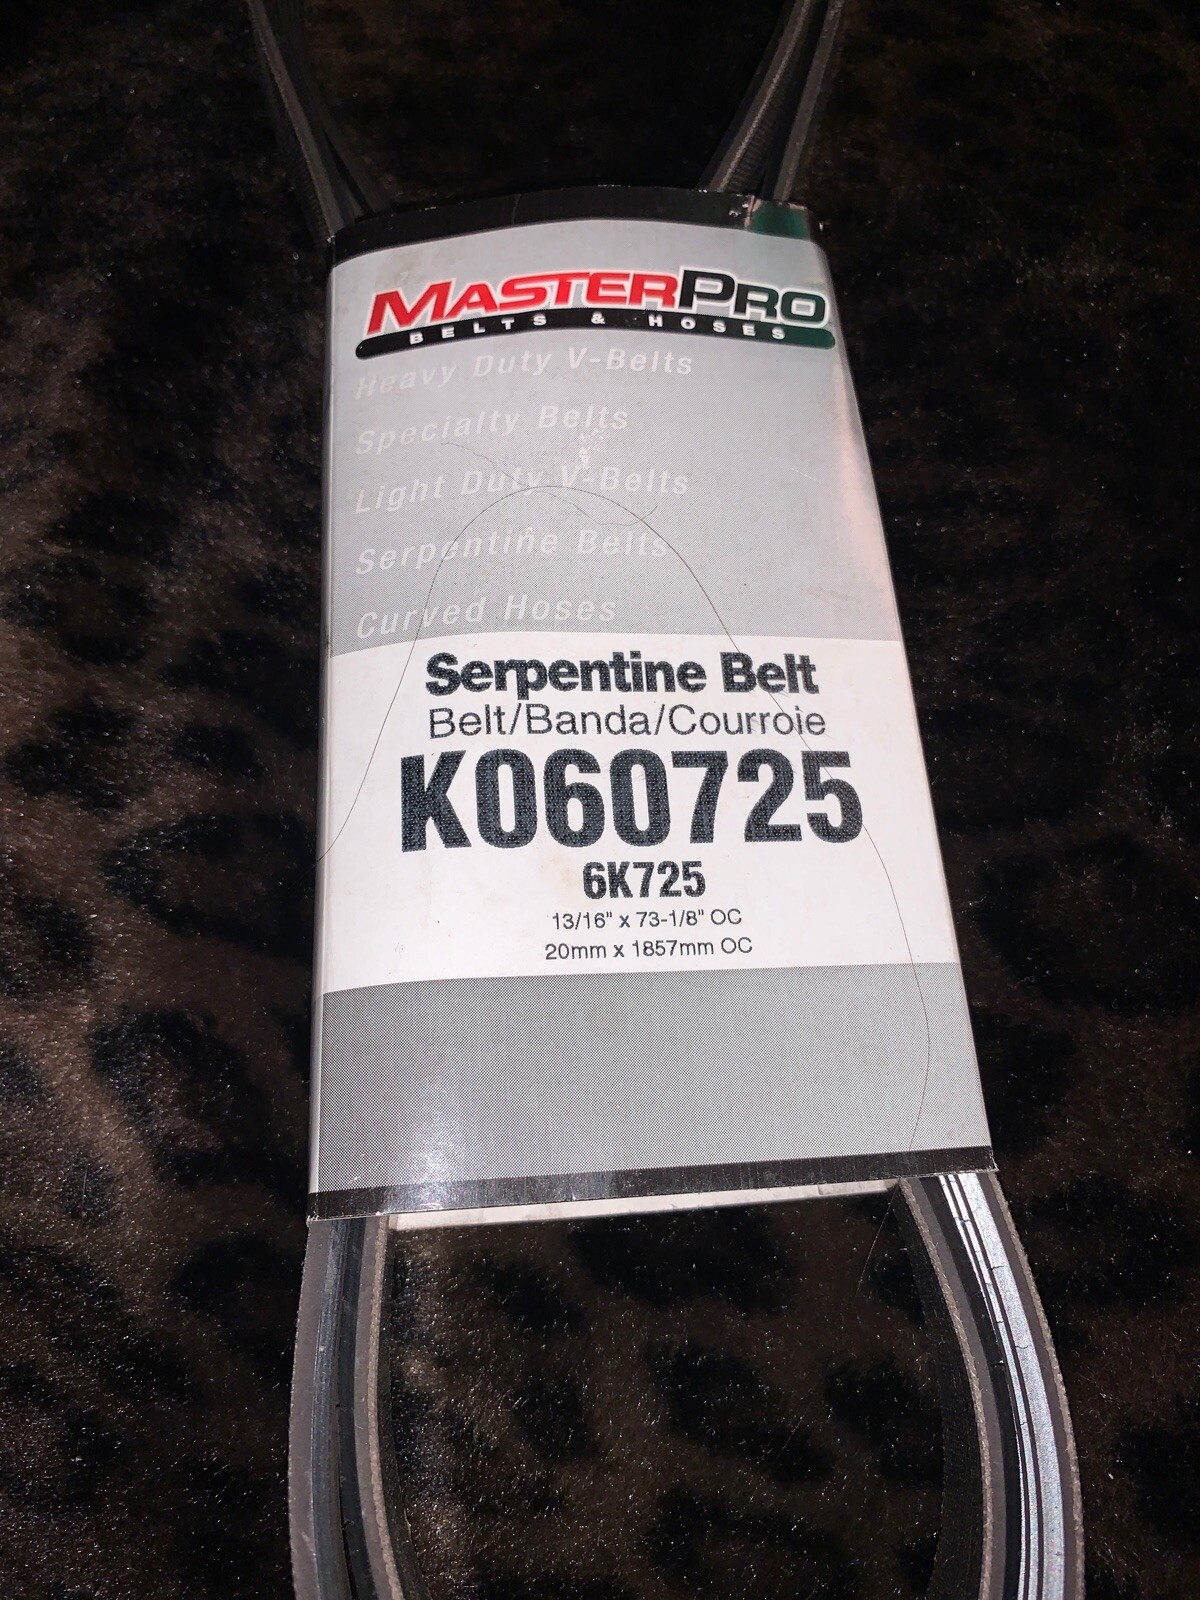 MASTERPRO
BELTS & HOSES
Heavy Duty V-Belts
Specialty Belts
Light Duty V-Belts
Serpentine Belts
Curved Hoses
Serpentine Belt
Belt/Banda/Courroie
K060725
6K725
13/16" x 73-1/8" OC
20mm x 1857mm OC